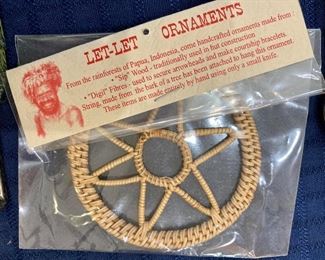 LET-LET ORNAMENTS
From the rainforests of Papua, Indonesia, come handcrafted ornaments made from:
• "Sip" Wood - traditionally used in hut construction.
• "Digii" Fibres - used to secure arrowheads and make courtship bracelets.
String, made from the bark of a tree has been attached to hang this ornament.
These items are made entirely by hand using only a small knife.